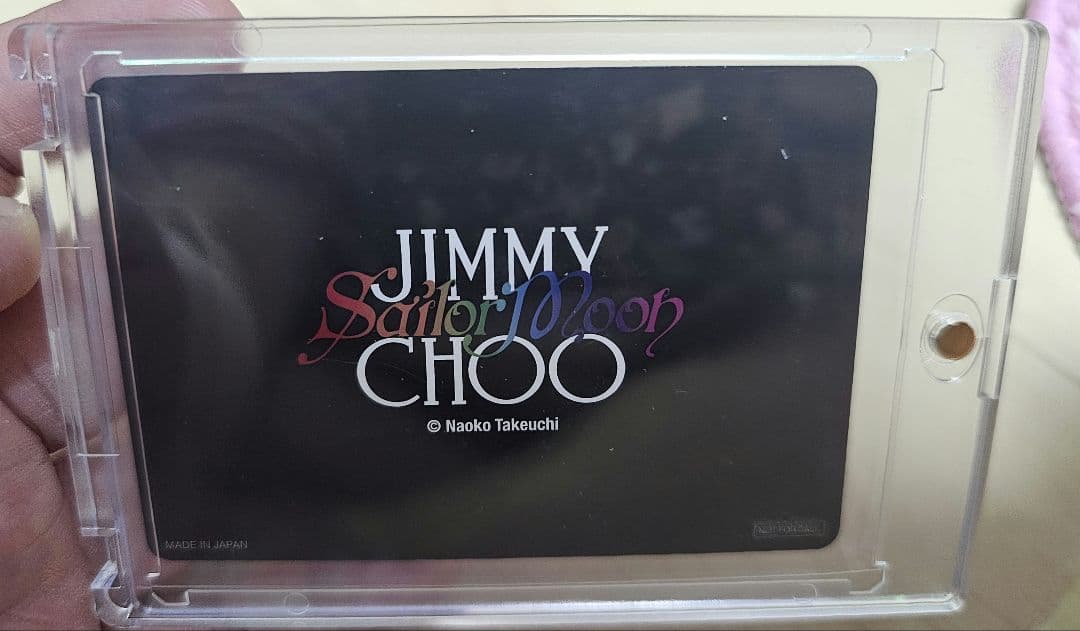 JIMMY
Sailor Moon
CHOO
© Naoko Takeuchi
MADE IN JAPAN
NOT FOR SALE